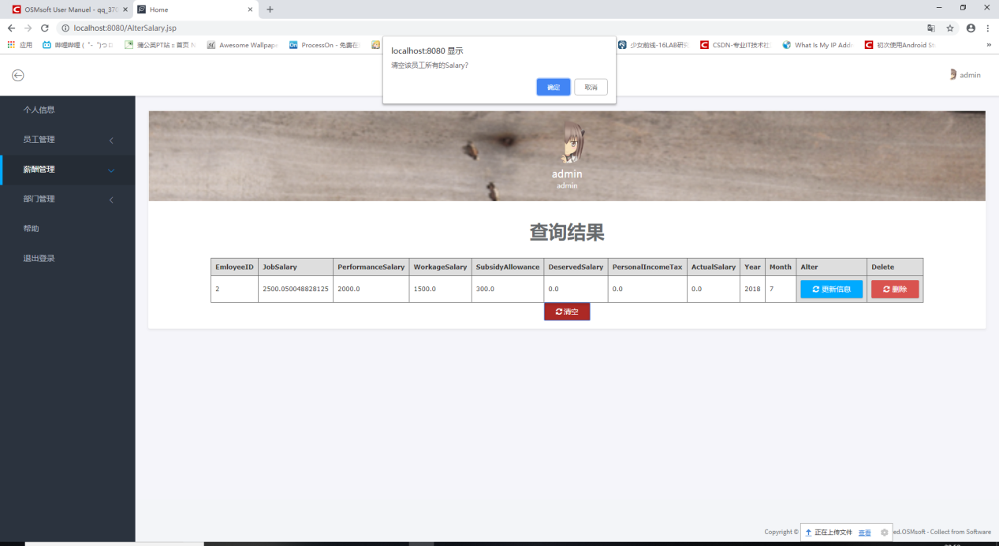 OSMsoft User Manuel - qq_370
Home
localhost:8080/AlterSalary.jsp
应用
哔哩哔哩 ( ゜- ゜)つロ
蒲公英PT站 :: 首页
Awesome Wallpape
ProcessOn - 免费在
少女前线-16LAB研究
CSDN-专业IT技术社
What Is My IP Addr
初次使用Android St
»
localhost:8080 显示
清空该员工所有的Salary?
确定
取消
admin
个人信息
员工管理
薪酬管理
部门管理
帮助
退出登录
admin
admin
查询结果
EmloyeeID JobSalary PerformanceSalary WorkageSalary SubsidyAllowance DeservedSalary PersonalIncomeTax ActualSalary Year Month Alter Delete
2 2500.050048828125 2000.0 1500.0 300.0 0.0 0.0 0.0 2018 7 更新信息 删除
清空
Copyright ©
正在上传文件 查看
ed.OSMsoft - Collect from Software